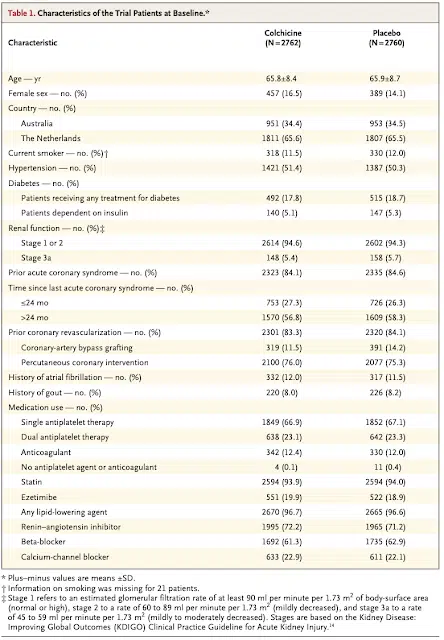 Table 1. Characteristics of the Trial Patients at Baseline.*
Characteristic Colchicine (N=2762) Placebo (N=2760)
Age — yr 65.8±8.4 65.9±8.7
Female sex — no. (%) 457 (16.5) 389 (14.1)
Country — no. (%)
Australia 951 (34.4) 953 (34.5)
The Netherlands 1811 (65.6) 1807 (65.5)
Current smoker — no. (%)† 318 (11.5) 330 (12.0)
Hypertension — no. (%) 1421 (51.4) 1387 (50.3)
Diabetes — no. (%)
Patients receiving any treatment for diabetes 492 (17.8) 515 (18.7)
Patients dependent on insulin 140 (5.1) 147 (5.3)
Renal function — no. (%)‡
Stage 1 or 2 2614 (94.6) 2602 (94.3)
Stage 3a 148 (5.4) 158 (5.7)
Prior acute coronary syndrome — no. (%) 2323 (84.1) 2335 (84.6)
Time since last acute coronary syndrome — no. (%)
≤24 mo 753 (27.3) 726 (26.3)
>24 mo 1570 (56.8) 1609 (58.3)
Prior coronary revascularization — no. (%) 2301 (83.3) 2320 (84.1)
Coronary-artery bypass grafting 319 (11.5) 391 (14.2)
Percutaneous coronary intervention 2100 (76.0) 2077 (75.3)
History of atrial fibrillation — no. (%) 332 (12.0) 317 (11.5)
History of gout — no. (%) 220 (8.0) 226 (8.2)
Medication use — no. (%)
Single antiplatelet therapy 1849 (66.9) 1852 (67.1)
Dual antiplatelet therapy 638 (23.1) 642 (23.3)
Anticoagulant 342 (12.4) 330 (12.0)
No antiplatelet agent or anticoagulant 4 (0.1) 11 (0.4)
Statin 2594 (93.9) 2594 (94.0)
Ezetimibe 551 (19.9) 522 (18.9)
Any lipid-lowering agent 2670 (96.7) 2665 (96.6)
Renin–angiotensin inhibitor 1995 (72.2) 1965 (71.2)
Beta-blocker 1692 (61.3) 1735 (62.9)
Calcium-channel blocker 633 (22.9) 611 (22.1)
* Plus–minus values are means ±SD.
† Information on smoking was missing for 21 patients.
‡ Stage 1 refers to an estimated glomerular filtration rate of at least 90 ml per minute per 1.73 m² of body-surface area
(normal or high), stage 2 to a rate of 60 to 89 ml per minute per 1.73 m² (mildly decreased), and stage 3a to a rate
of 45 to 59 ml per minute per 1.73 m² (mildly to moderately decreased). Stages are based on the Kidney Disease:
Improving Global Outcomes (KDIGO) Clinical Practice Guideline for Acute Kidney Injury.¹⁴